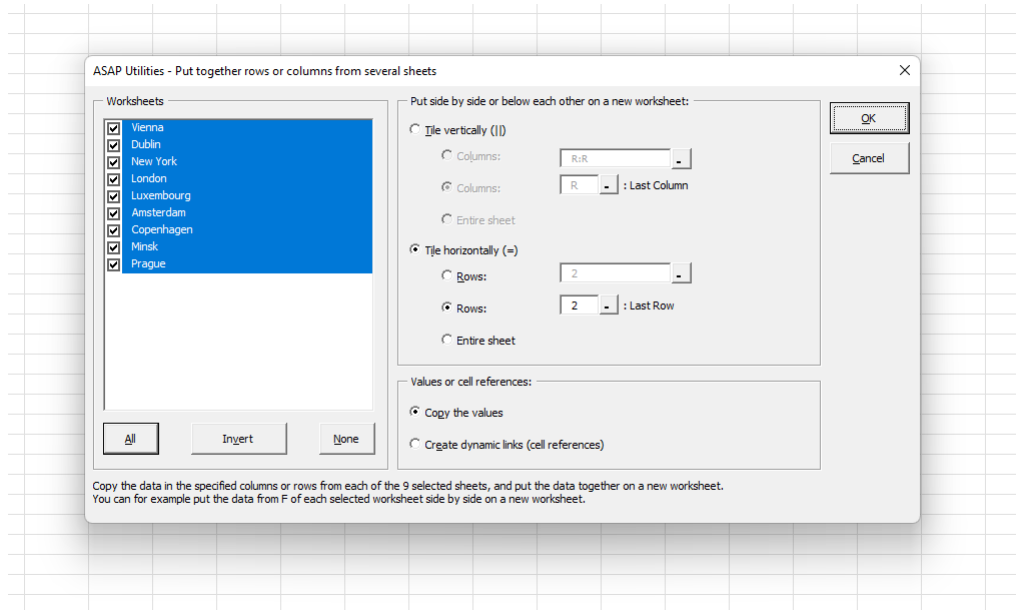 ASAP Utilities - Put together rows or columns from several sheets
Worksheets
Vienna
Dublin
New York
London
Luxembourg
Amsterdam
Copenhagen
Minsk
Prague
All
Invert
None
Put side by side or below each other on a new worksheet:
Tile vertically (||)
Columns:
R:R
Columns:
R
: Last Column
Entire sheet
Tile horizontally (=)
Rows:
2
Rows:
2
: Last Row
Entire sheet
Values or cell references:
Copy the values
Create dynamic links (cell references)
OK
Cancel
Copy the data in the specified columns or rows from each of the 9 selected sheets, and put the data together on a new worksheet.
You can for example put the data from F of each selected worksheet side by side on a new worksheet.